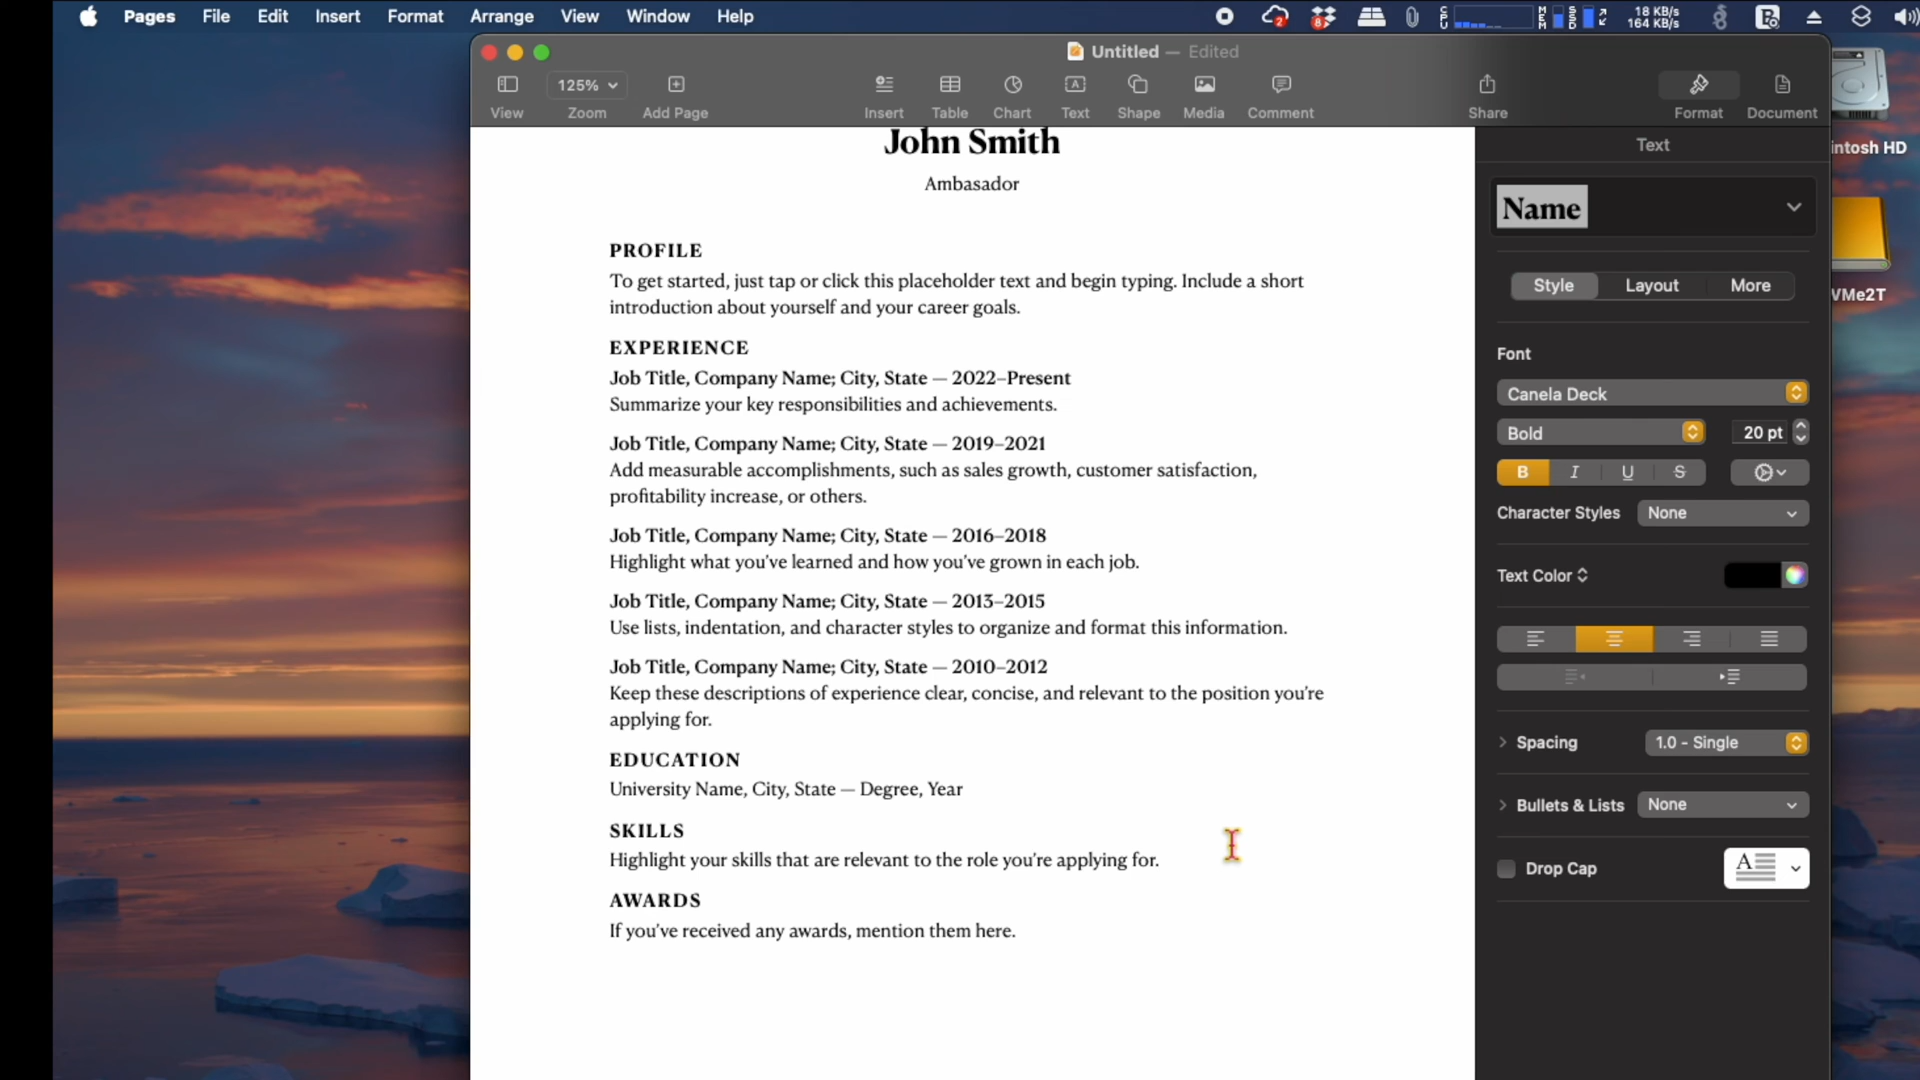 Pages File Edit Insert Format Arrange View Window Help
2 8 CPU MEM SSD 18 KB/s
164 KB/s
Untitled — Edited
125%
View Zoom Add Page Insert Table Chart Text Shape Media Comment Share Format Document
John Smith
Ambasador
PROFILE
To get started, just tap or click this placeholder text and begin typing. Include a short
introduction about yourself and your career goals.
EXPERIENCE
Job Title, Company Name; City, State — 2022–Present
Summarize your key responsibilities and achievements.
Job Title, Company Name; City, State — 2019–2021
Add measurable accomplishments, such as sales growth, customer satisfaction,
profitability increase, or others.
Job Title, Company Name; City, State — 2016–2018
Highlight what you've learned and how you've grown in each job.
Job Title, Company Name; City, State — 2013–2015
Use lists, indentation, and character styles to organize and format this information.
Job Title, Company Name; City, State — 2010–2012
Keep these descriptions of experience clear, concise, and relevant to the position you're
applying for.
EDUCATION
University Name, City, State — Degree, Year
SKILLS
Highlight your skills that are relevant to the role you're applying for.
AWARDS
If you've received any awards, mention them here.
Text
Name
Style Layout More
Font
Canela Deck
Bold 20 pt
B I U S
Character Styles None
Text Color
Spacing 1.0 - Single
Bullets & Lists None
Drop Cap A
intosh HD
VMe2T